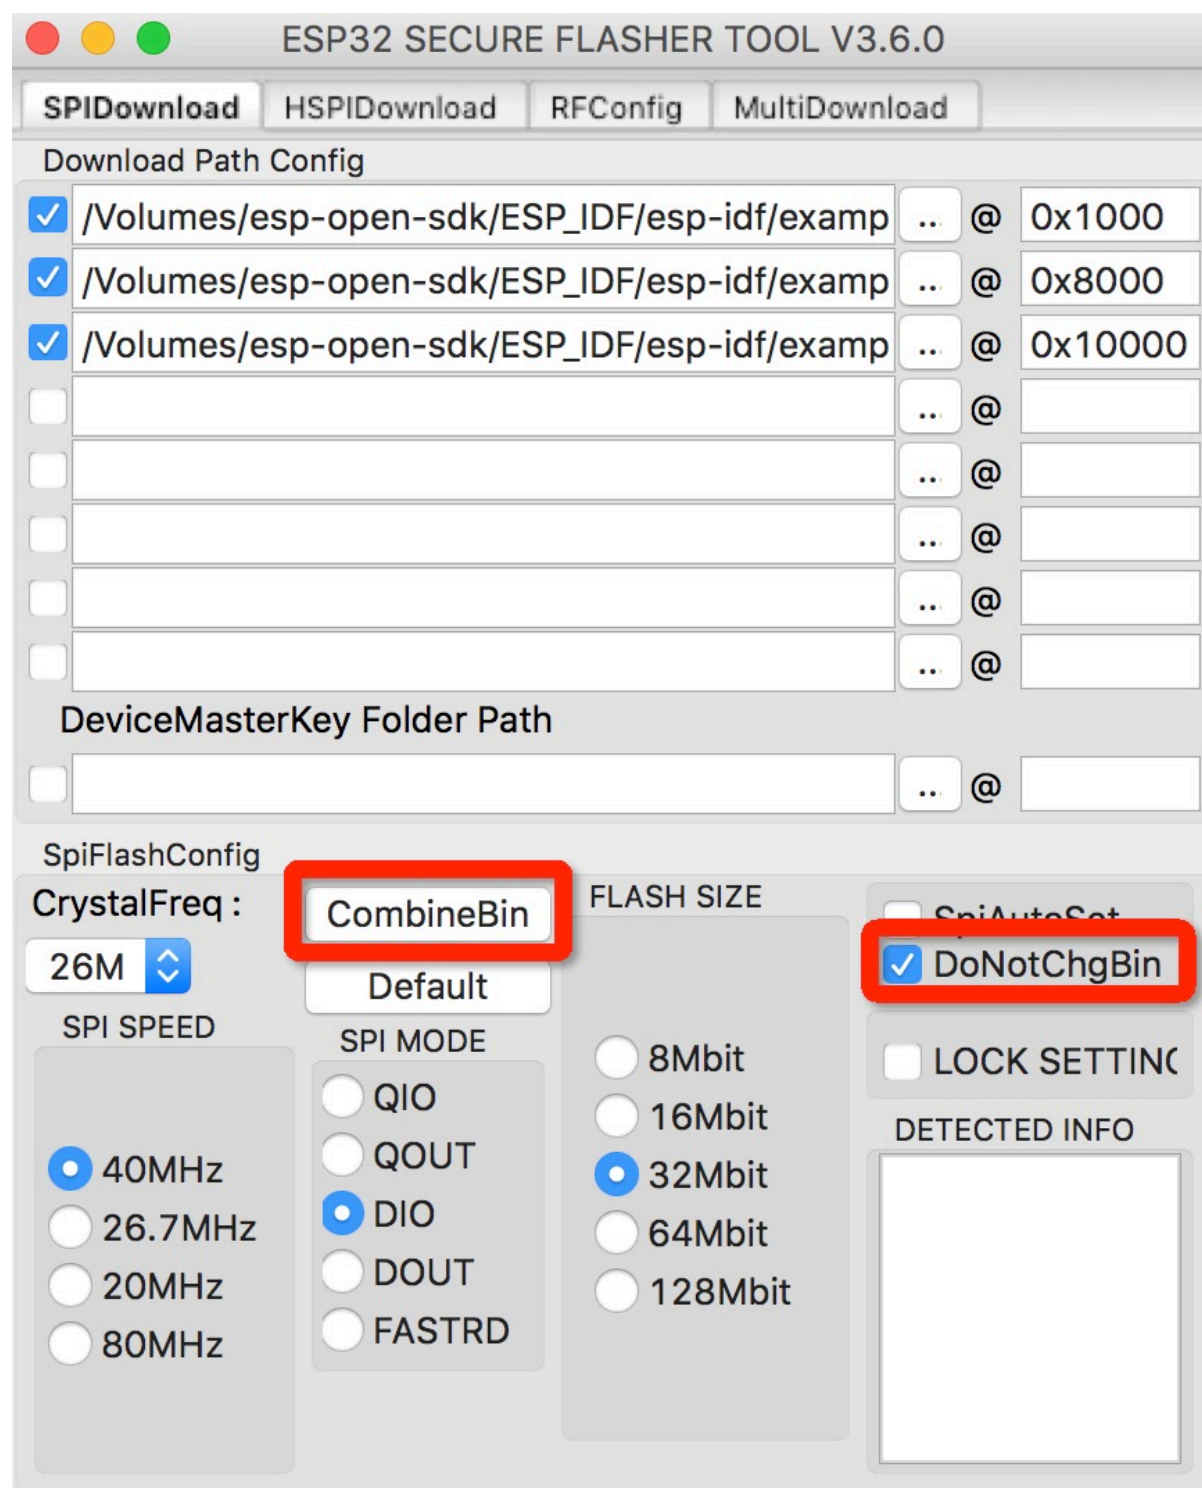 ESP32 SECURE FLASHER TOOL V3.6.0
SPIDownload HSPIDownload RFConfig MultiDownload
Download Path Config
/Volumes/esp-open-sdk/ESP_IDF/esp-idf/examp .. @ 0x1000
/Volumes/esp-open-sdk/ESP_IDF/esp-idf/examp .. @ 0x8000
/Volumes/esp-open-sdk/ESP_IDF/esp-idf/examp .. @ 0x10000
.. @
.. @
.. @
.. @
.. @
DeviceMasterKey Folder Path
.. @
SpiFlashConfig
CrystalFreq :
26M
CombineBin
Default
SPI SPEED
40MHz
26.7MHz
20MHz
80MHz
SPI MODE
QIO
QOUT
DIO
DOUT
FASTRD
FLASH SIZE
8Mbit
16Mbit
32Mbit
64Mbit
128Mbit
SpiAutoSet
DoNotChgBin
LOCK SETTING
DETECTED INFO